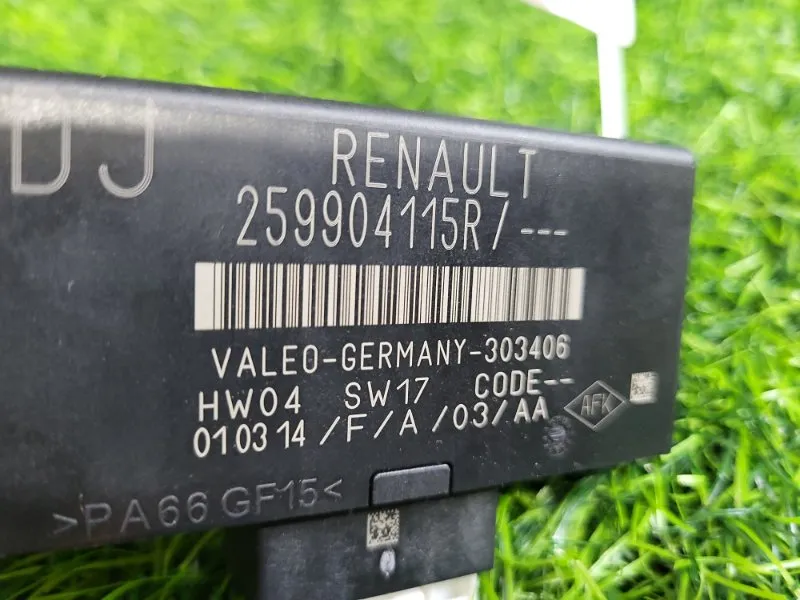 DJ
RENAULT
259904115R/---
VALEO-GERMANY-303406
HW04 SW17 CODE--
010314/F/A/03/AA
AFK
>PA66 GF15<